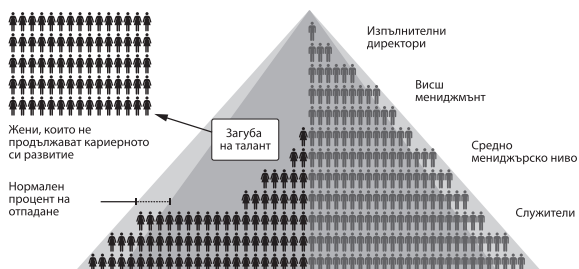 Жени, които не
продължават кариерното
си развитие
Загуба
на талант
Нормален
процент на
отпадане
Изпълнителни
директори
Висш
мениджмънт
Средно
мениджърско ниво
Служители